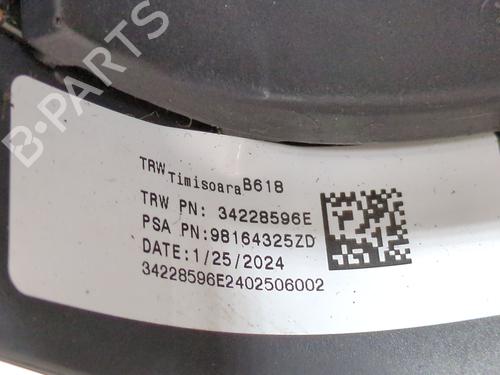 B-PARTS
TRW Timisoara B618
TRW PN: 34228596E
PSA PN:98164325ZD
DATE:1/25/2024
34228596E2402506002